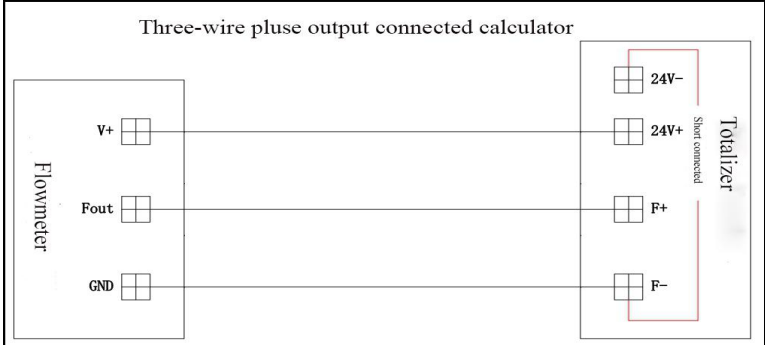 Three-wire pluse output connected calculator
24V-
V+
24V+
Short connected
Totalizer
Flowmeter
Fout
F+
GND
F-